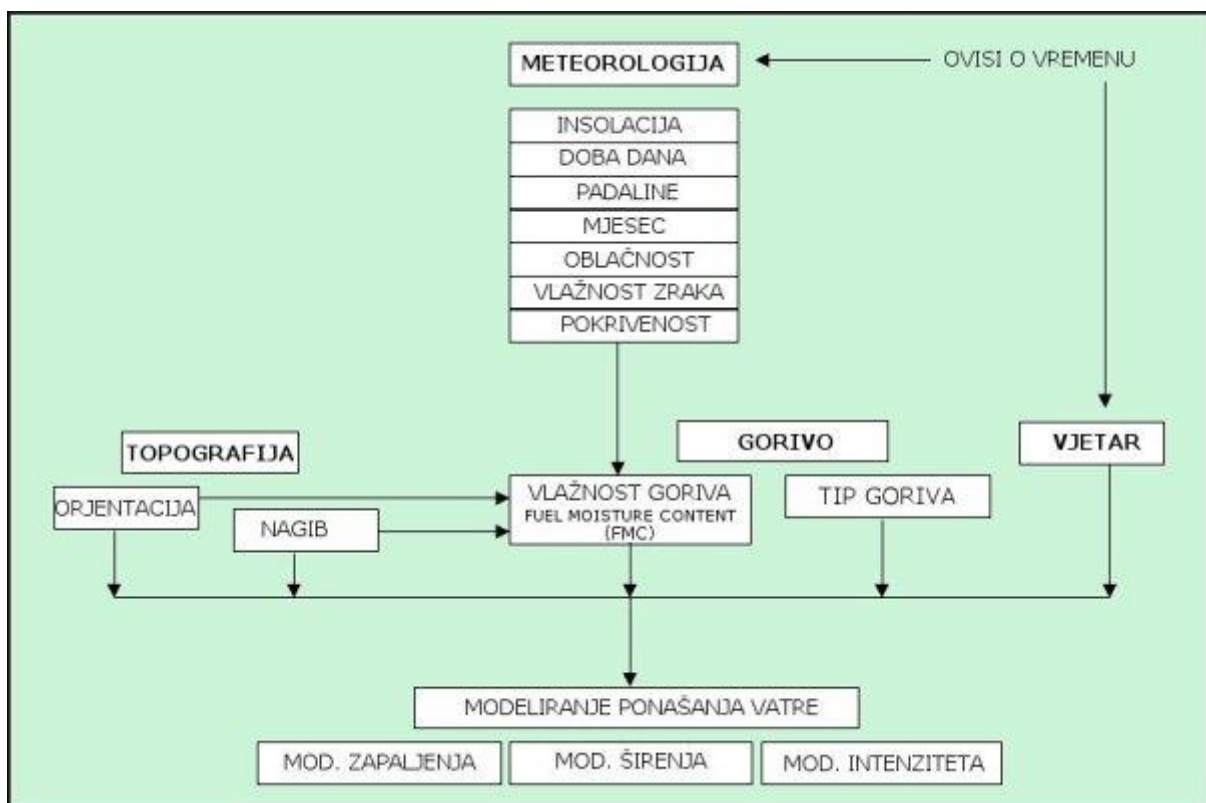 METEOROLOGIJA
OVISI O VREMENU
INSOLACIJA
DOBA DANA
PADALINE
MJESEC
OBLAČNOST
VLAŽNOST ZRAKA
POKRIVENOST
TOPOGRAFIJA
GORIVO
VJETAR
ORJENTACIJA
NAGIB
VLAŽNOST GORIVA
FUEL MOISTURE CONTENT
(FMC)
TIP GORIVA
MODELIRANJE PONAŠANJA VATRE
MOD. ZAPALJENJA
MOD. ŠIRENJA
MOD. INTENZITETA